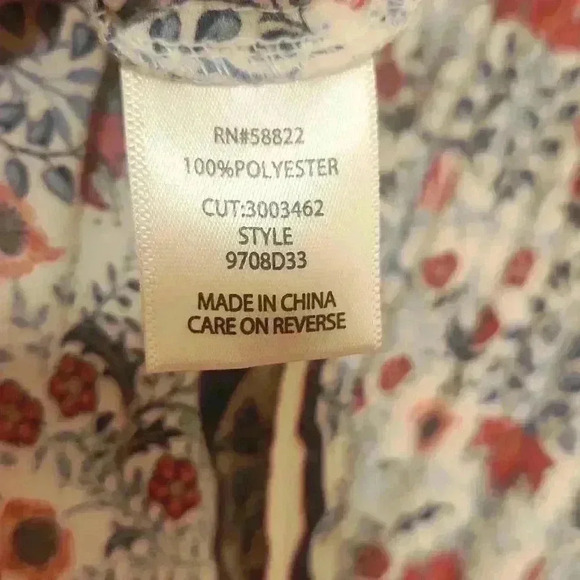 RN#58822
100%POLYESTER
CUT:3003462
STYLE
9708D33
MADE IN CHINA
CARE ON REVERSE